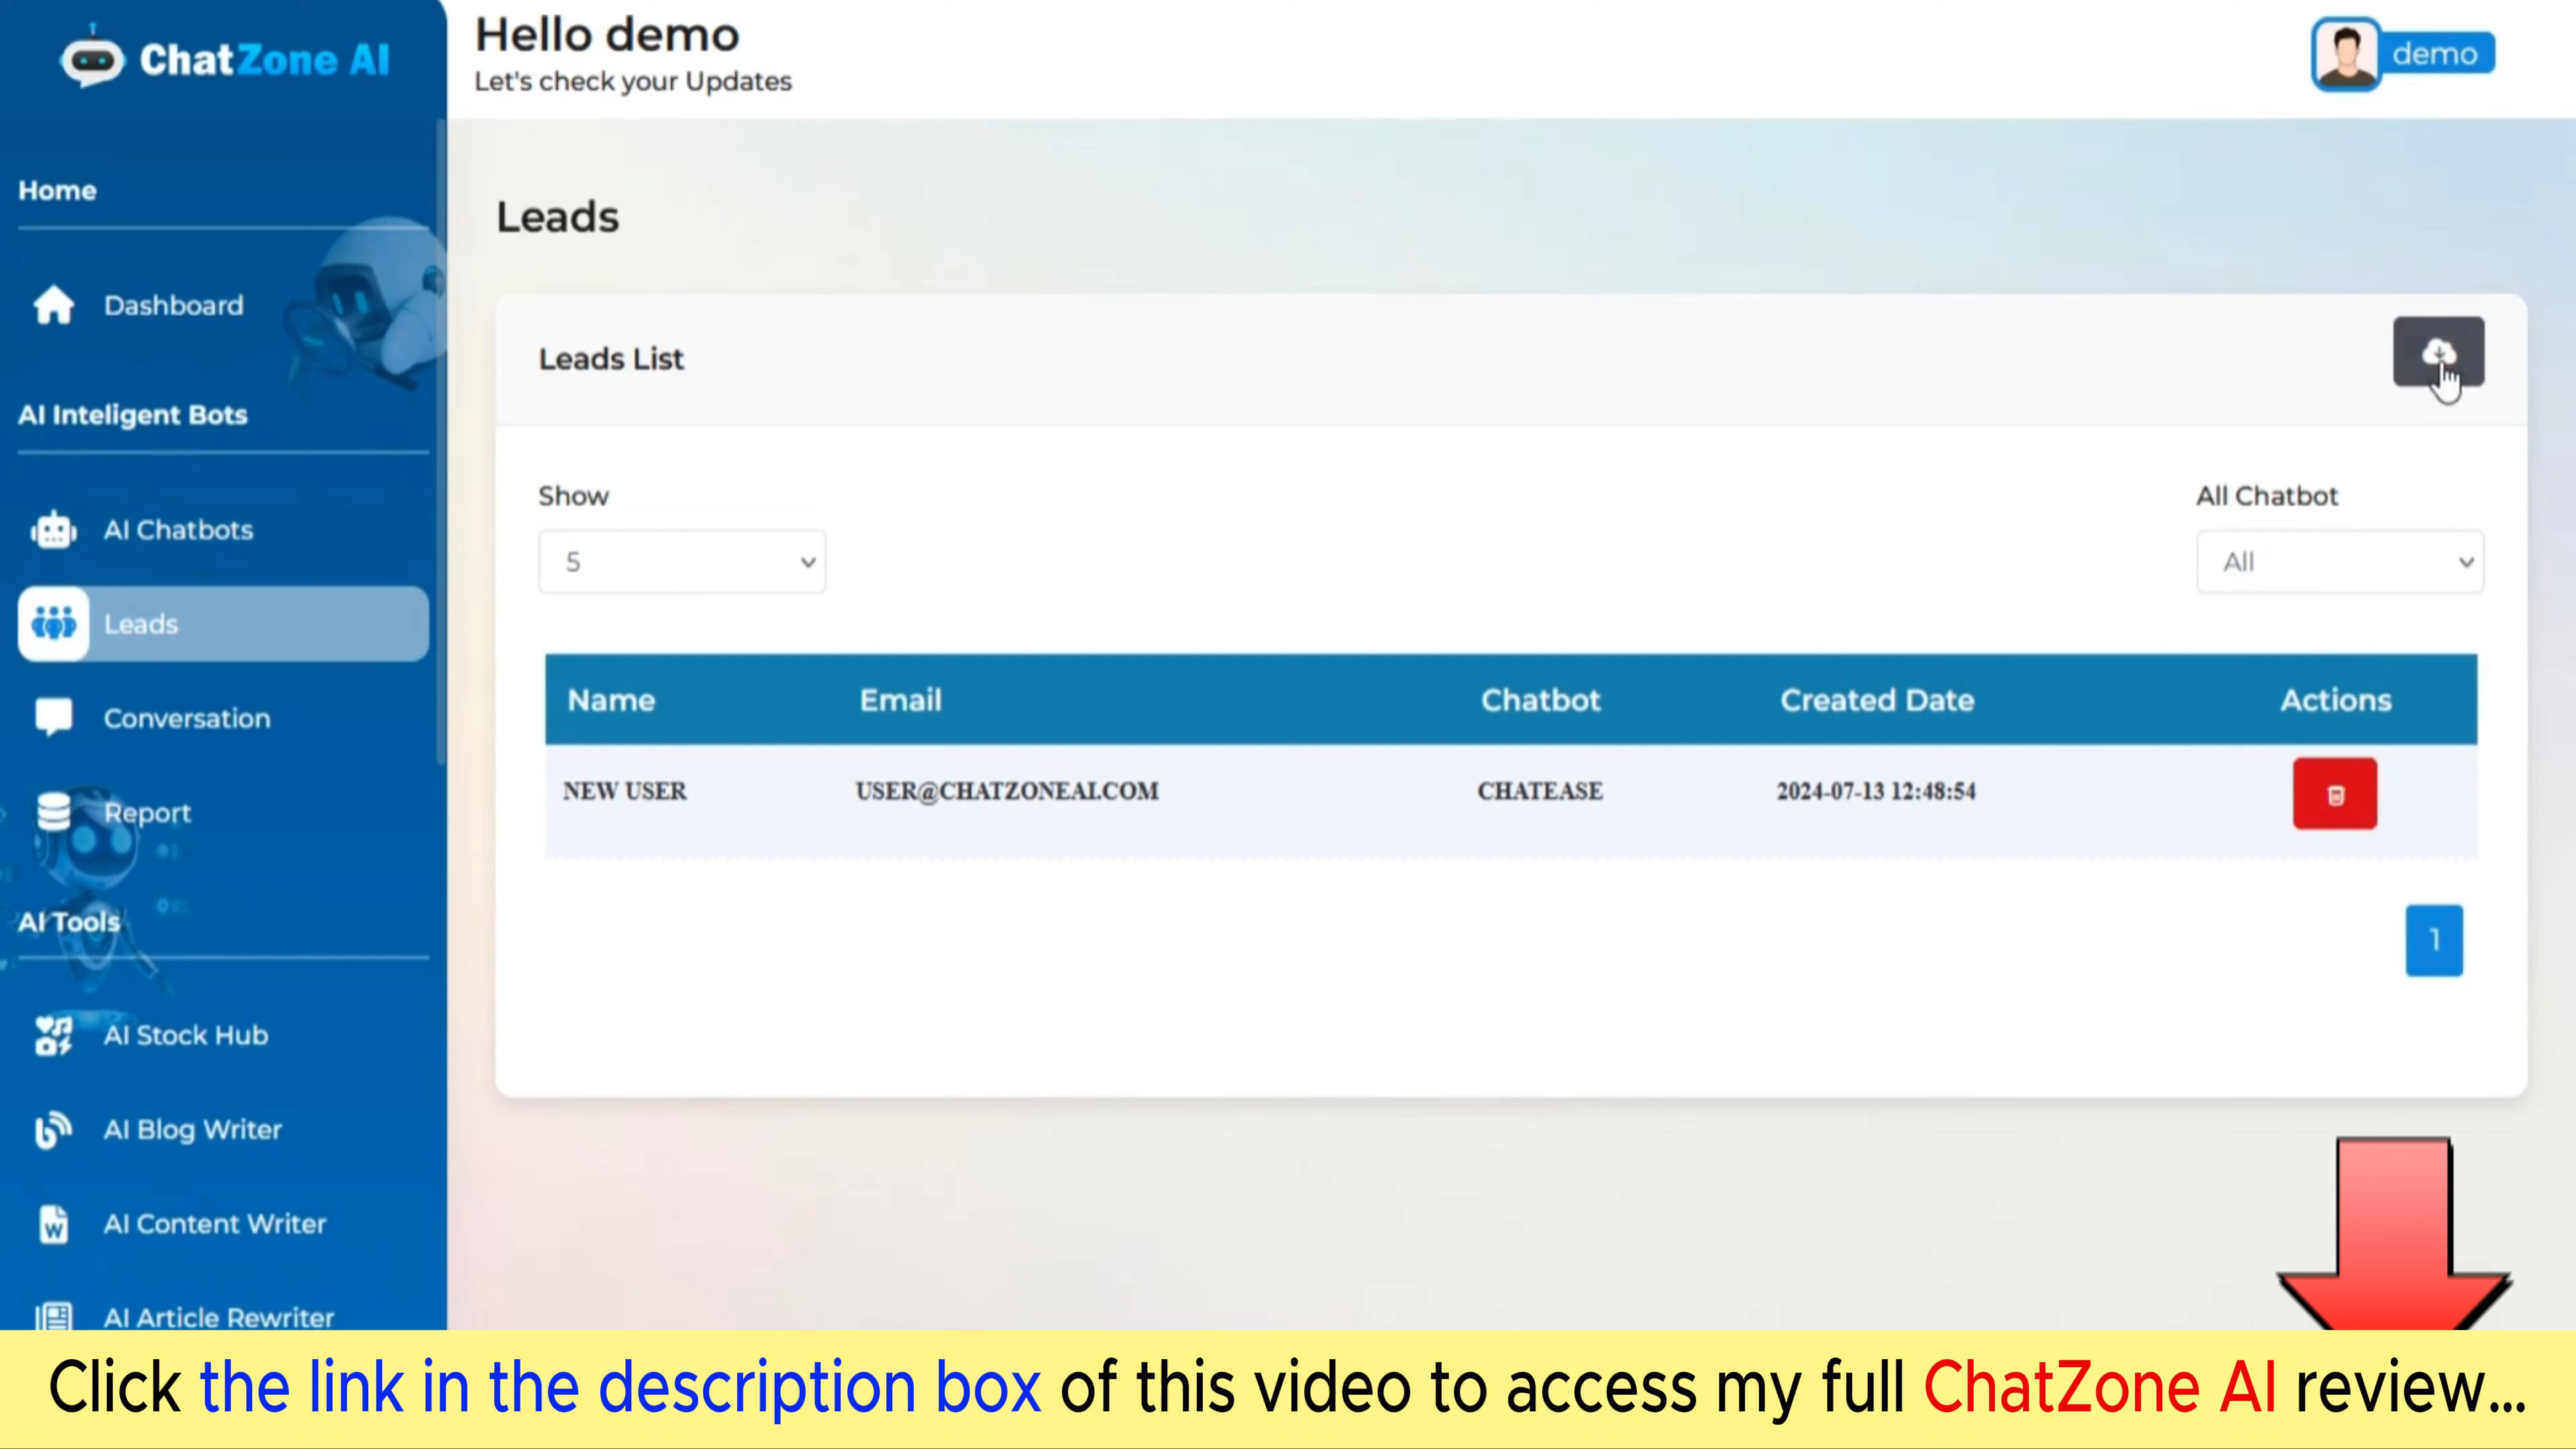 ChatZone AI
Hello demo
Let's check your Updates
demo
Home
Dashboard
AI Inteligent Bots
AI Chatbots
Leads
Conversation
Report
AI Tools
AI Stock Hub
AI Blog Writer
AI Content Writer
AI Article Rewriter
Leads
Leads List
Show
All Chatbot
5
All
Name Email Chatbot Created Date Actions
NEW USER USER@CHATZONEAI.COM CHATEASE 2024-07-13 12:48:54
1
Click the link in the description box of this video to access my full ChatZone AI review...